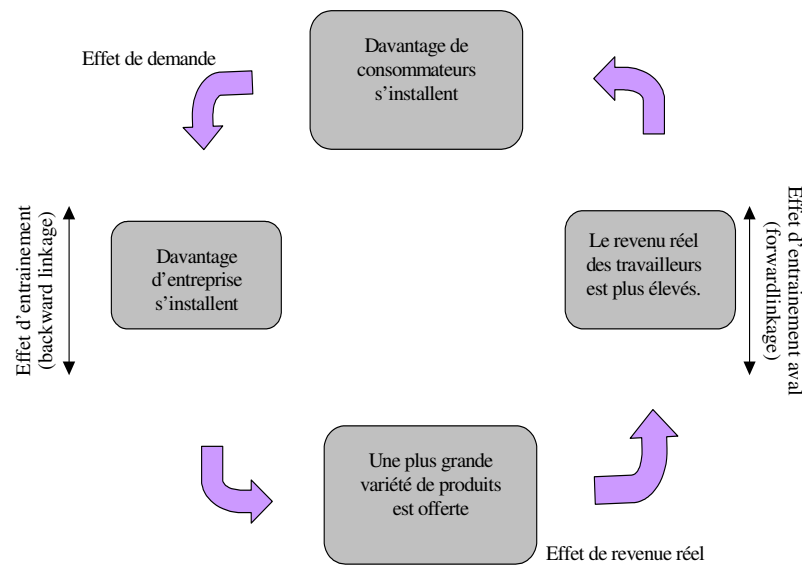 Effet de demande
Davantage de
consommateurs
s'installent
Effet d'entrainement
(backward linkage)
Davantage
d'entreprise
s'installent
Le revenu réel
des travailleurs
est plus élevés.
Effet d'entrainement aval
(forwardlinkage)
Une plus grande
variété de produits
est offerte
Effet de revenue réel